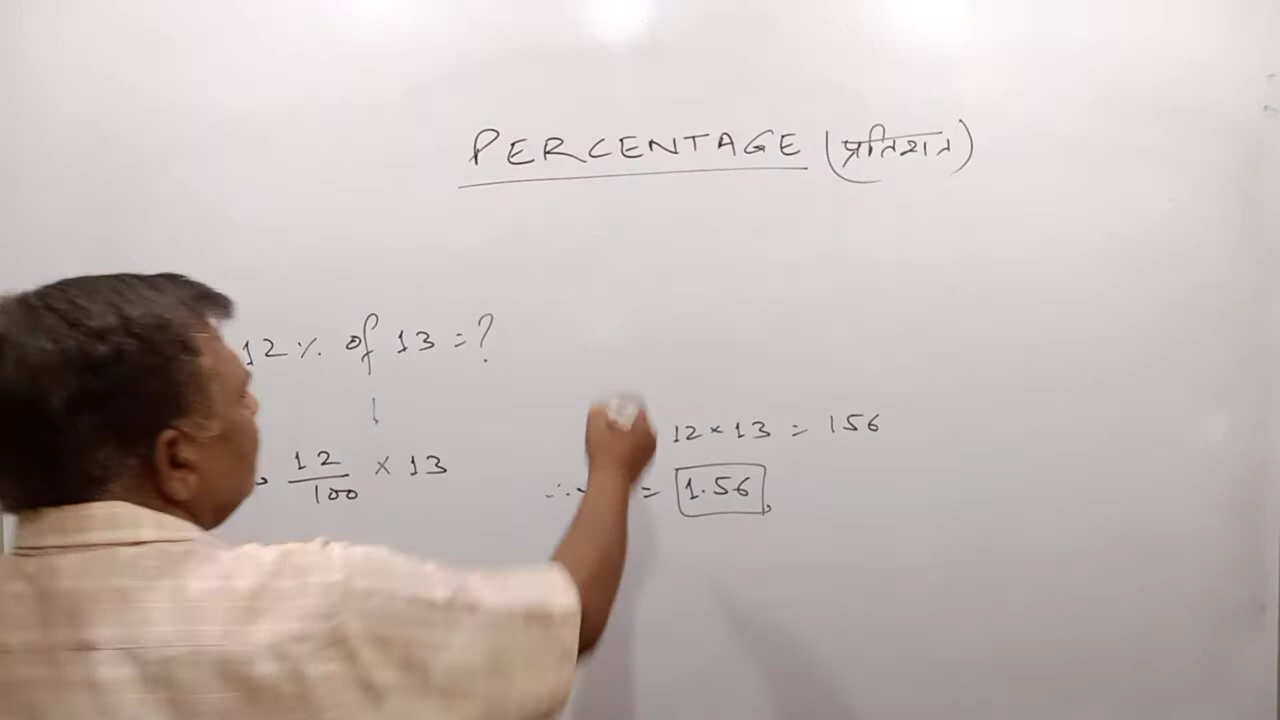 PERCENTAGE (प्रतिशत)
12% of 13 = ?
12/100 × 13
12 × 13 = 156
∴ = 1.56